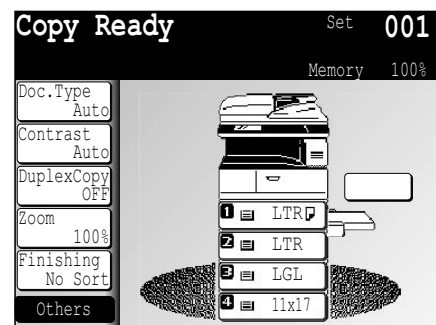 Copy Ready
Set 001
Memory 100%
Doc.Type
Auto
Contrast
Auto
DuplexCopy
OFF
Zoom
100%
Finishing
No Sort
Others
1 LTR
2 LTR
3 LGL
4 11x17